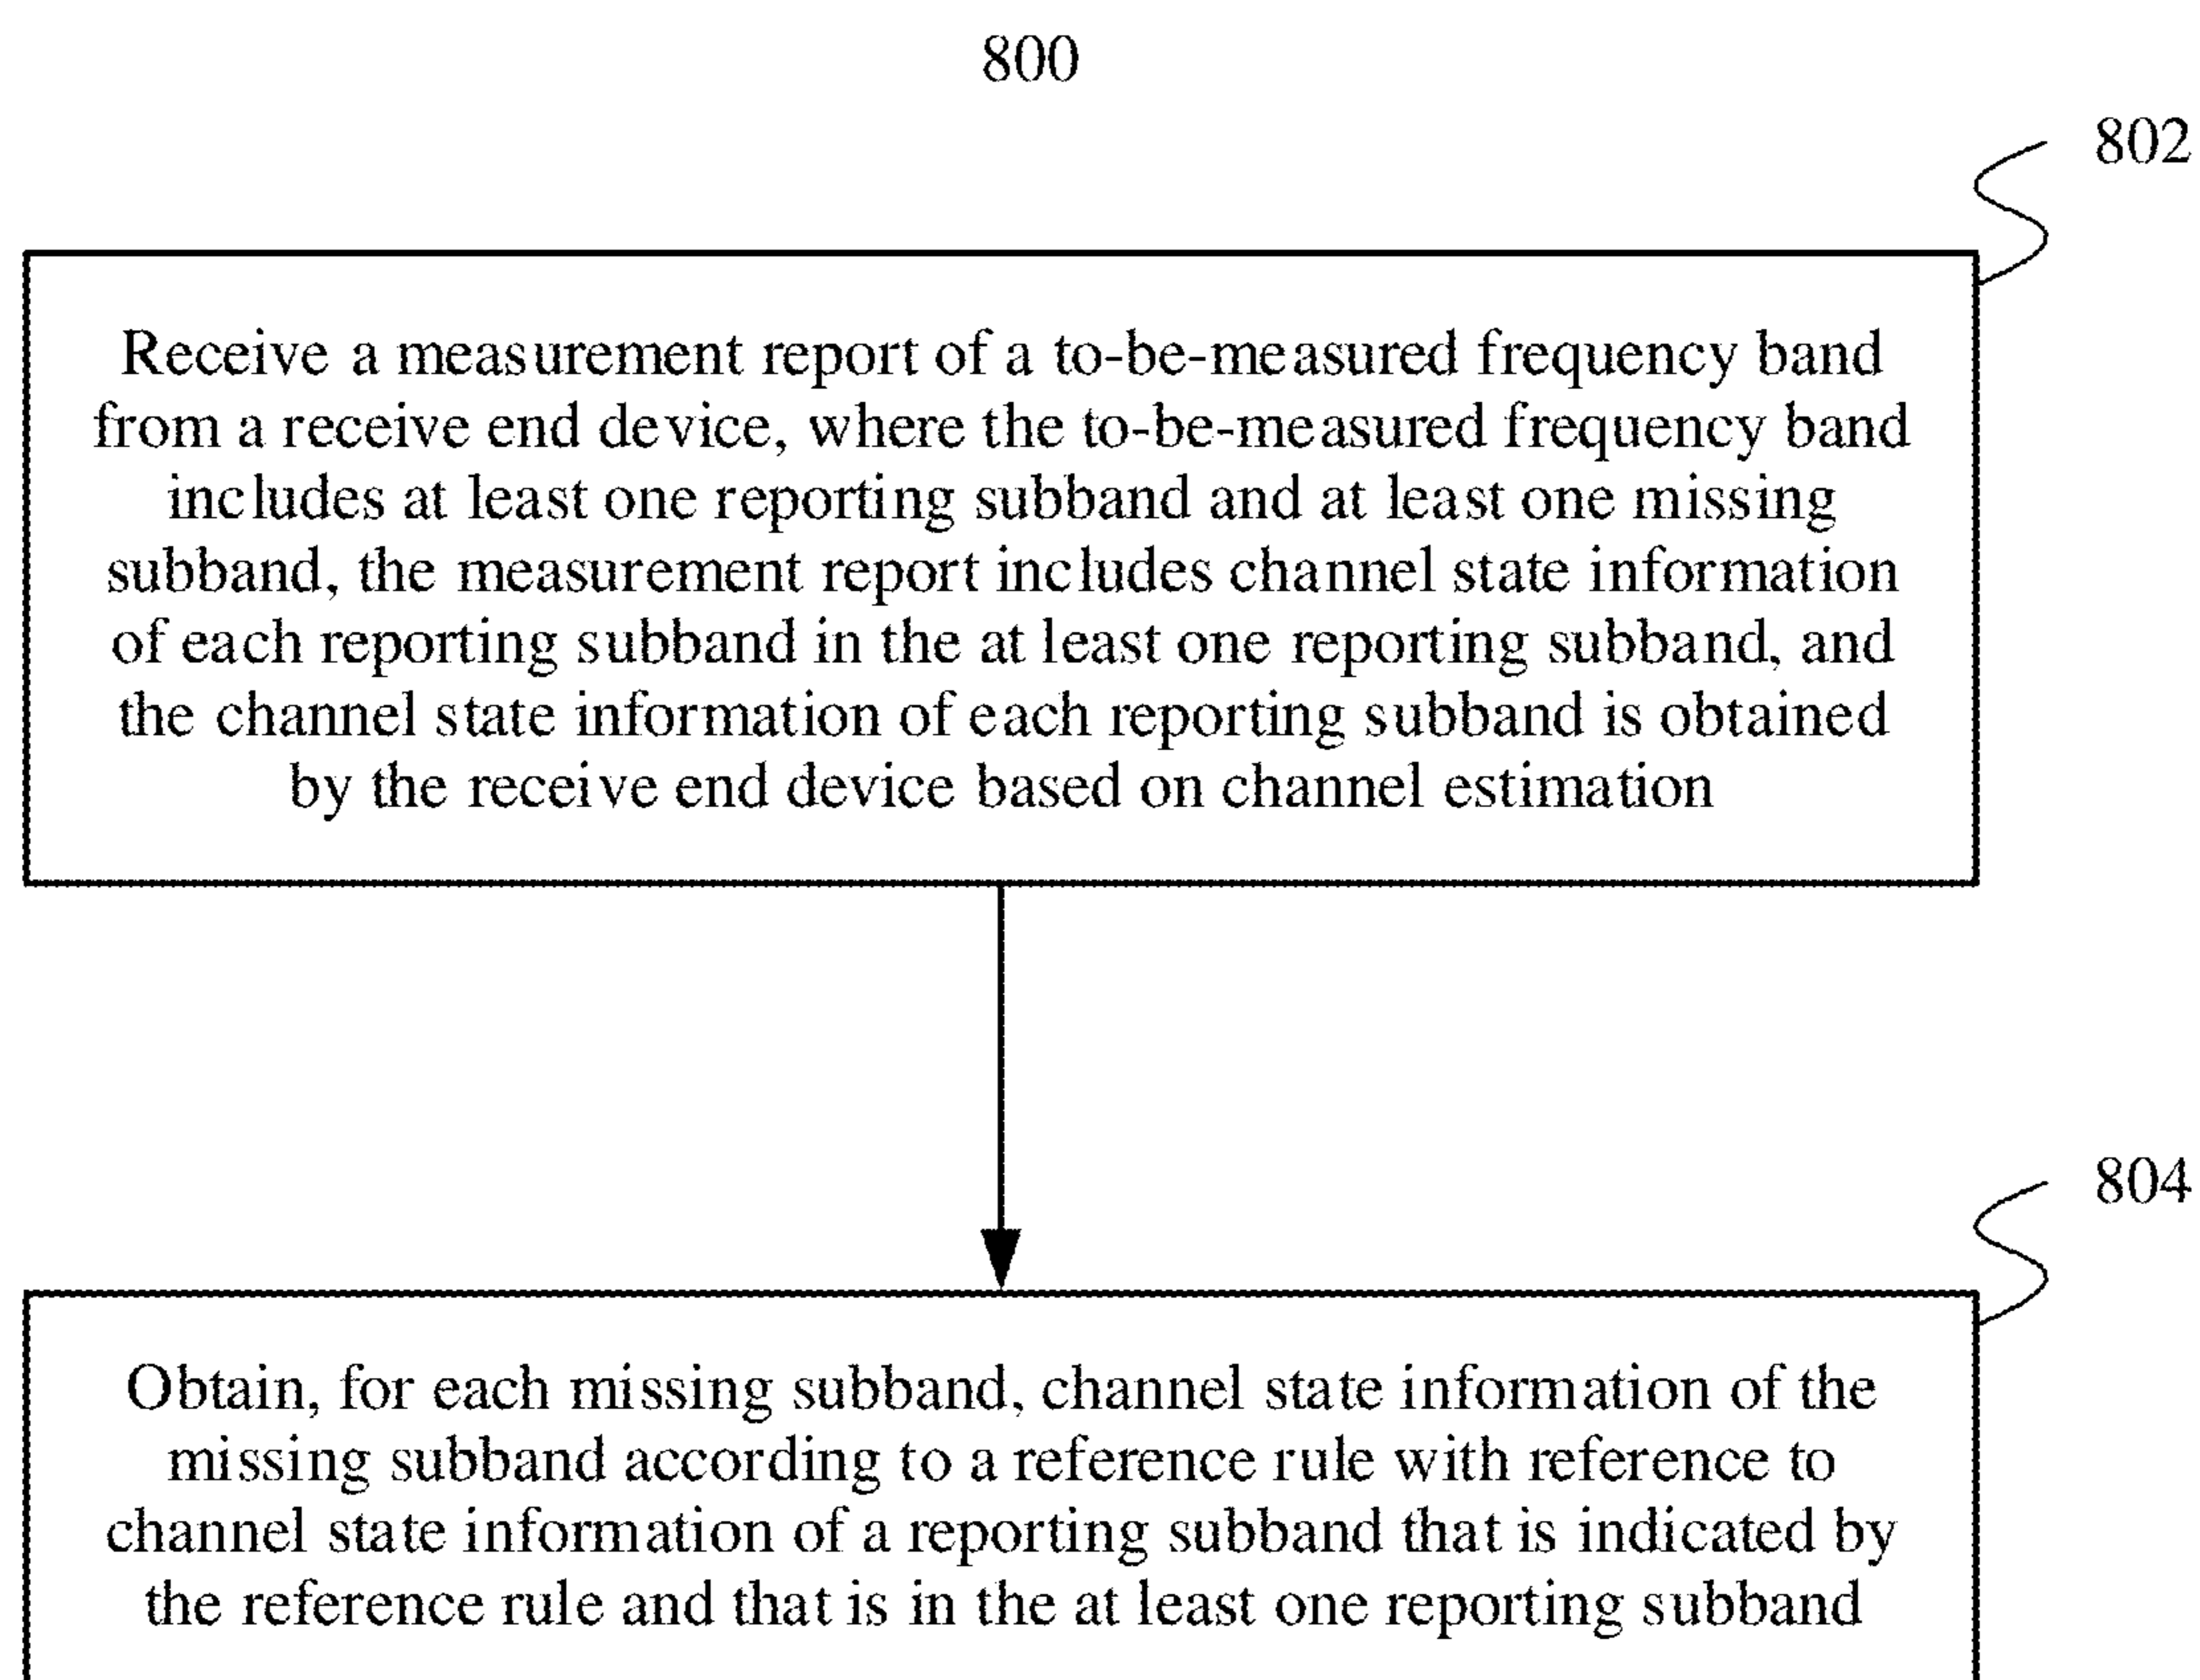 800
802
Receive a measurement report of a to-be-measured frequency band
from a receive end device, where the to-be-measured frequency band
includes at least one reporting subband and at least one missing
subband, the measurement report includes channel state information
of each reporting subband in the at least one reporting subband, and
the channel state information of each reporting subband is obtained
by the receive end device based on channel estimation
804
Obtain, for each missing subband, channel state information of the
missing subband according to a reference rule with reference to
channel state information of a reporting subband that is indicated by
the reference rule and that is in the at least one reporting subband